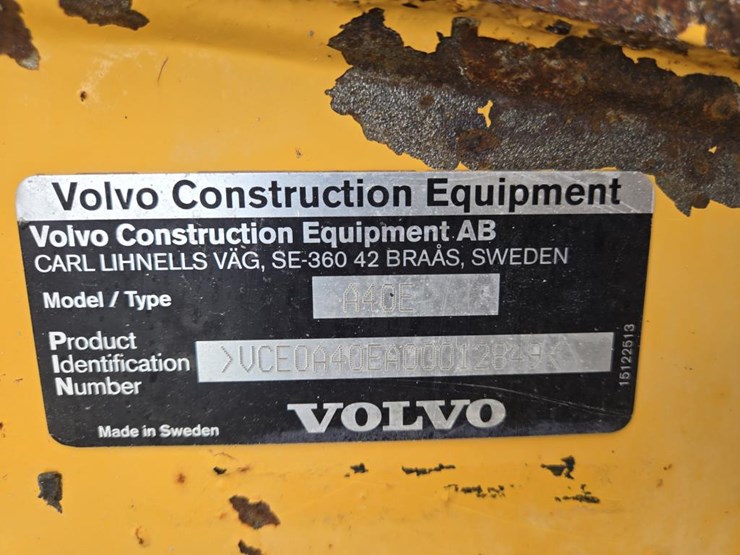 Volvo Construction Equipment
Volvo Construction Equipment AB
CARL LIHNELLS VÄG, SE-360 42 BRAÅS, SWEDEN
Model / Type
A40E
Product
Identification
Number
15122513
Made in Sweden
VOLVO